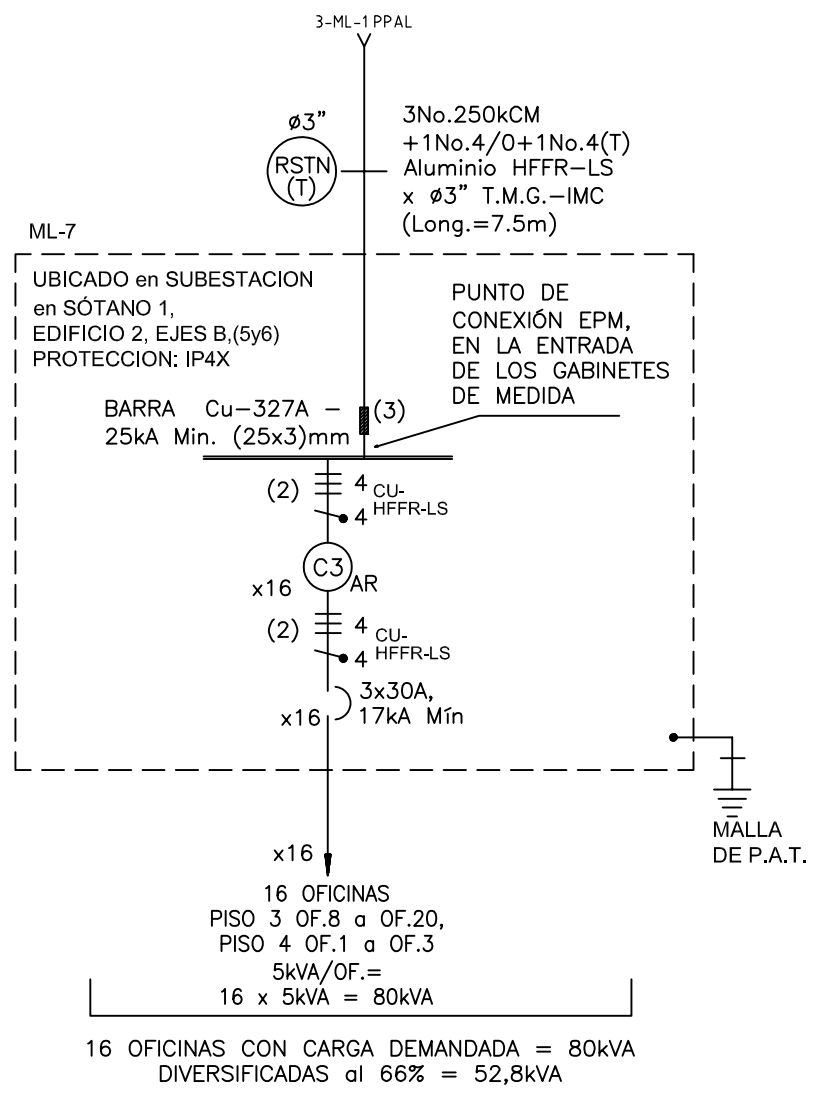 3-ML-1 PPAL
ø3"
RSTN
(T)
3No.250kCM
+1No.4/0+1No.4(T)
Aluminio HFFR-LS
x ø3" T.M.G.-IMC
(Long.=7.5m)
ML-7
UBICADO en SUBESTACION
en SÓTANO 1,
EDIFICIO 2, EJES B,(5y6)
PROTECCION: IP4X
PUNTO DE
CONEXIÓN EPM,
EN LA ENTRADA
DE LOS GABINETES
DE MEDIDA
BARRA Cu-327A -
25kA Min. (25x3)mm
(3)
(2)
4
4
CU-
HFFR-LS
C3
AR
x16
(2)
4
4
CU-
HFFR-LS
3x30A,
17kA Mín
x16
MALLA
DE P.A.T.
x16
16 OFICINAS
PISO 3 OF.8 a OF.20,
PISO 4 OF.1 a OF.3
5kVA/OF.=
16 x 5kVA = 80kVA
16 OFICINAS CON CARGA DEMANDADA = 80kVA
DIVERSIFICADAS al 66% = 52,8kVA